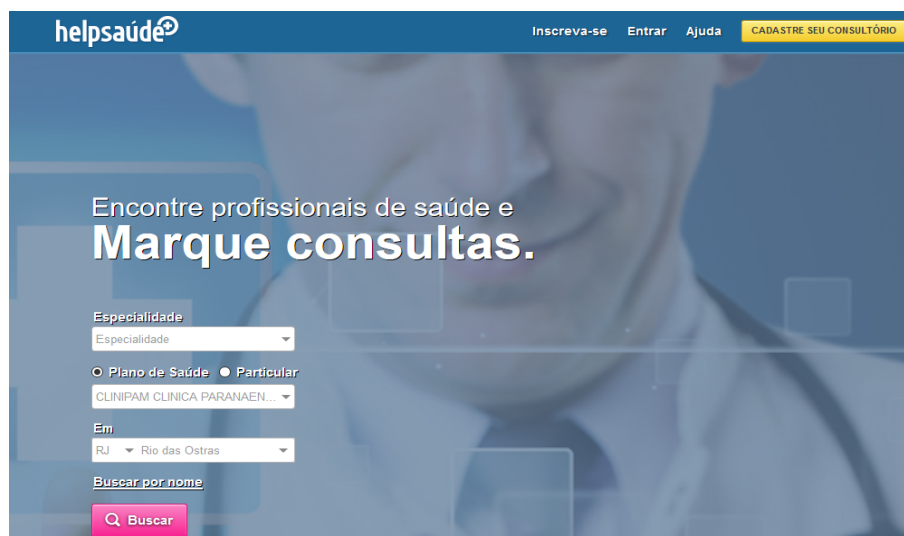 helpsaúde
Inscreva-se Entrar Ajuda CADASTRE SEU CONSULTÓRIO
Encontre profissionais de saúde e
Marque consultas.
Especialidade
Especialidade
Plano de Saúde Particular
CLINIPAM CLINICA PARANAEN...
Em
RJ Rio das Ostras
Buscar por nome
Buscar